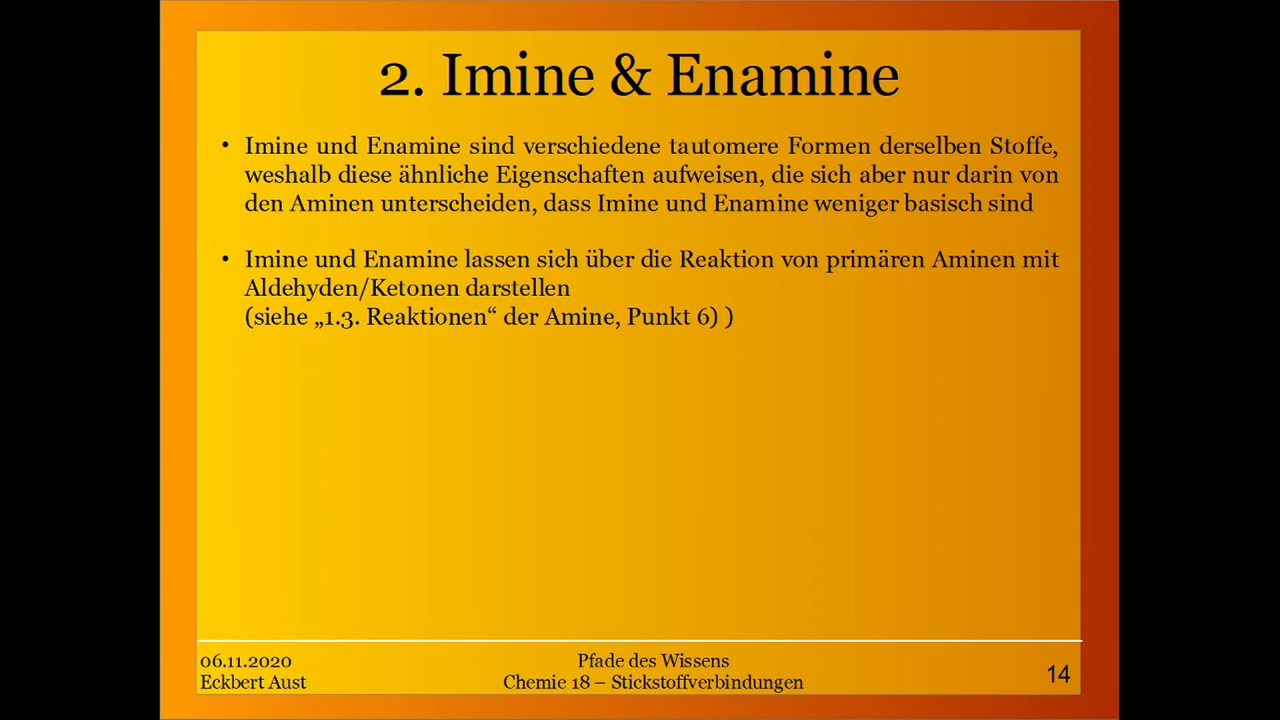 2. Imine & Enamine
• Imine und Enamine sind verschiedene tautomere Formen derselben Stoffe,
weshalb diese ähnliche Eigenschaften aufweisen, die sich aber nur darin von
den Aminen unterscheiden, dass Imine und Enamine weniger basisch sind
• Imine und Enamine lassen sich über die Reaktion von primären Aminen mit
Aldehyden/Ketonen darstellen
(siehe „1.3. Reaktionen“ der Amine, Punkt 6) )
06.11.2020
Eckbert Aust
Pfade des Wissens
Chemie 18 – Stickstoffverbindungen
14